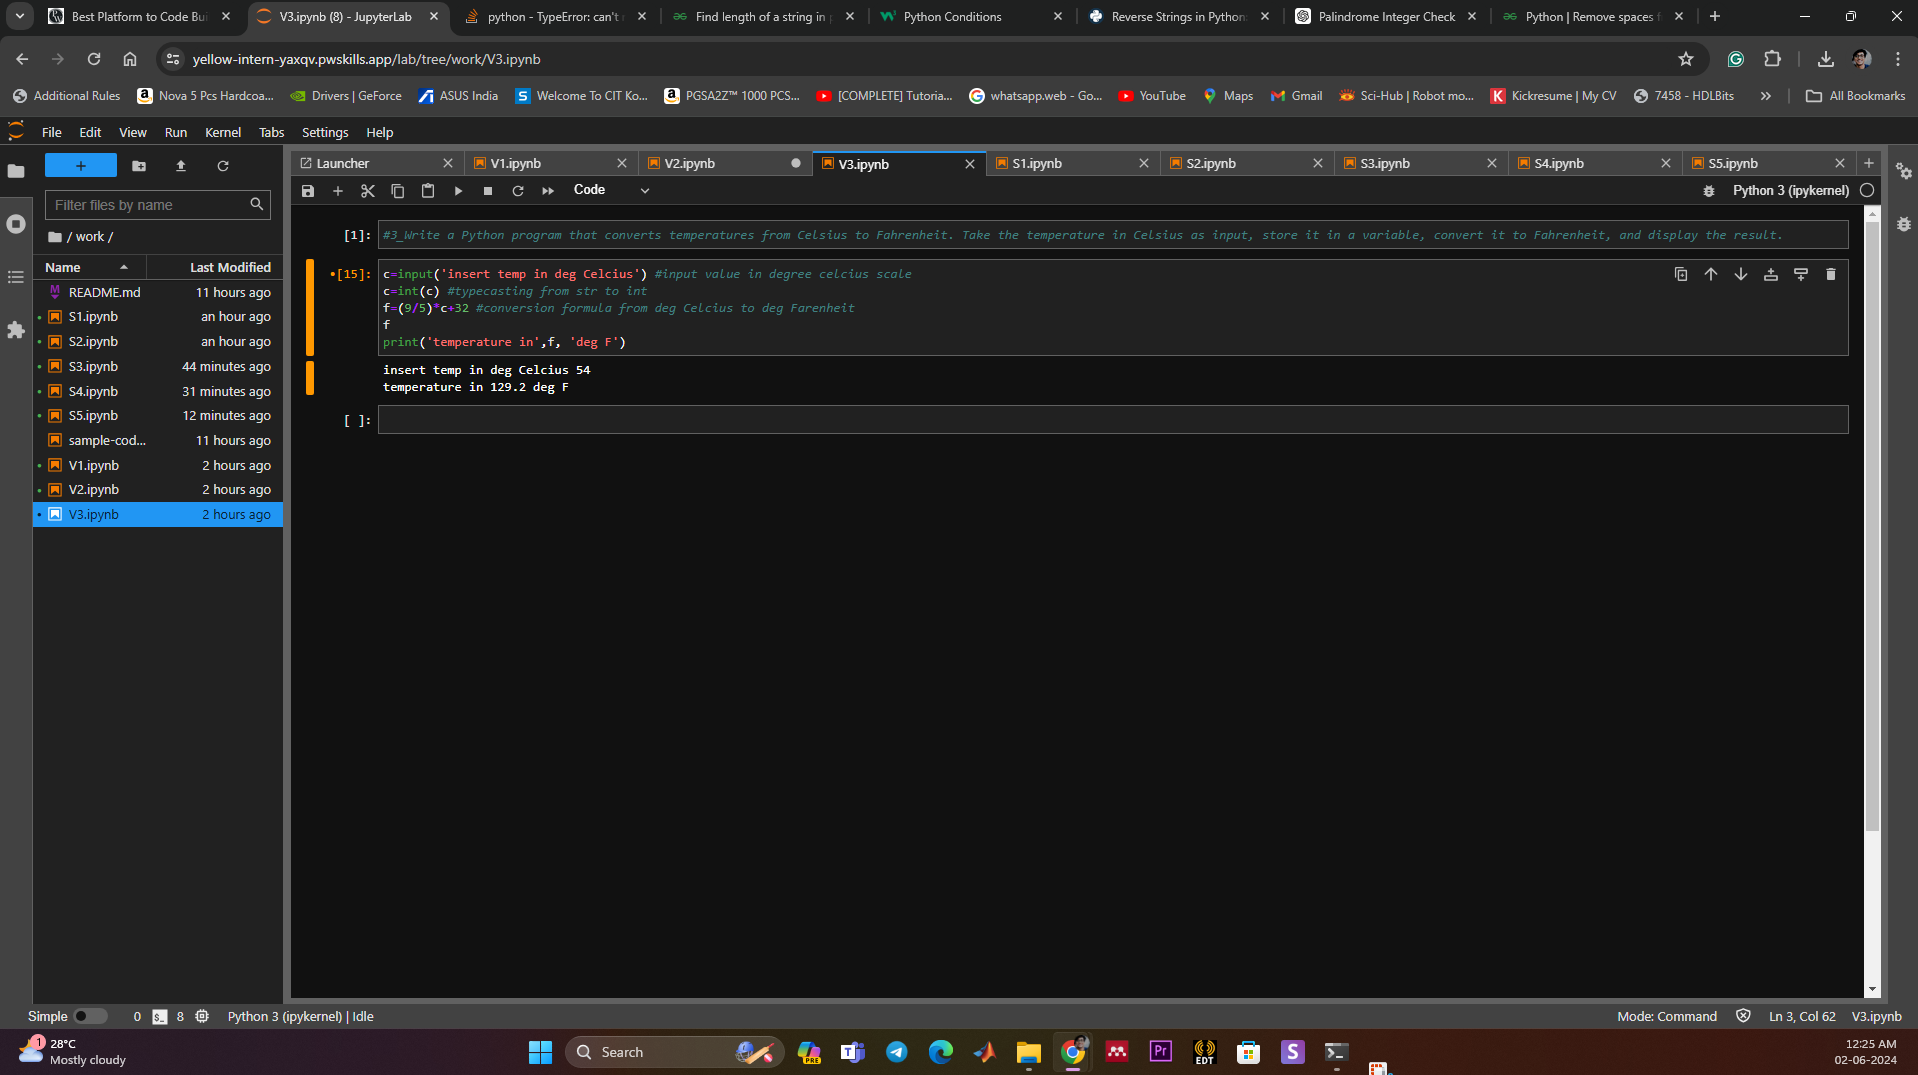 Best Platform to Code Bui
V3.ipynb (8) - JupyterLab
python - TypeError: can't
Find length of a string in
Python Conditions
Reverse Strings in Python
Palindrome Integer Check
Python | Remove spaces f
yellow-intern-yaxqv.pwskills.app/lab/tree/work/V3.ipynb
Additional Rules
Nova 5 Pcs Hardcoa...
Drivers | GeForce
ASUS India
Welcome To CIT Ko...
PGSA2Z™ 1000 PCS...
[COMPLETE] Tutoria...
whatsapp.web - Go...
YouTube
Maps
Gmail
Sci-Hub | Robot mo...
Kickresume | My CV
7458 - HDLBits
All Bookmarks
File Edit View Run Kernel Tabs Settings Help
Launcher
V1.ipynb
V2.ipynb
V3.ipynb
S1.ipynb
S2.ipynb
S3.ipynb
S4.ipynb
S5.ipynb
Filter files by name
/ work /
Name Last Modified
README.md 11 hours ago
S1.ipynb an hour ago
S2.ipynb an hour ago
S3.ipynb 44 minutes ago
S4.ipynb 31 minutes ago
S5.ipynb 12 minutes ago
sample-cod... 11 hours ago
V1.ipynb 2 hours ago
V2.ipynb 2 hours ago
V3.ipynb 2 hours ago
Code
Python 3 (ipykernel)
[1]: #3_Write a Python program that converts temperatures from Celsius to Fahrenheit. Take the temperature in Celsius as input, store it in a variable, convert it to Fahrenheit, and display the result.
•[15]: c=input('insert temp in deg Celcius') #input value in degree celcius scale
c=int(c) #typecasting from str to int
f=(9/5)*c+32 #conversion formula from deg Celcius to deg Farenheit
f
print('temperature in',f, 'deg F')
insert temp in deg Celcius 54
temperature in 129.2 deg F
[ ]:
Simple 0 8 Python 3 (ipykernel) | Idle
Mode: Command Ln 3, Col 62 V3.ipynb
1
28°C
Mostly cloudy
Search
PRE
Pr
EDT
S
12:25 AM
02-06-2024